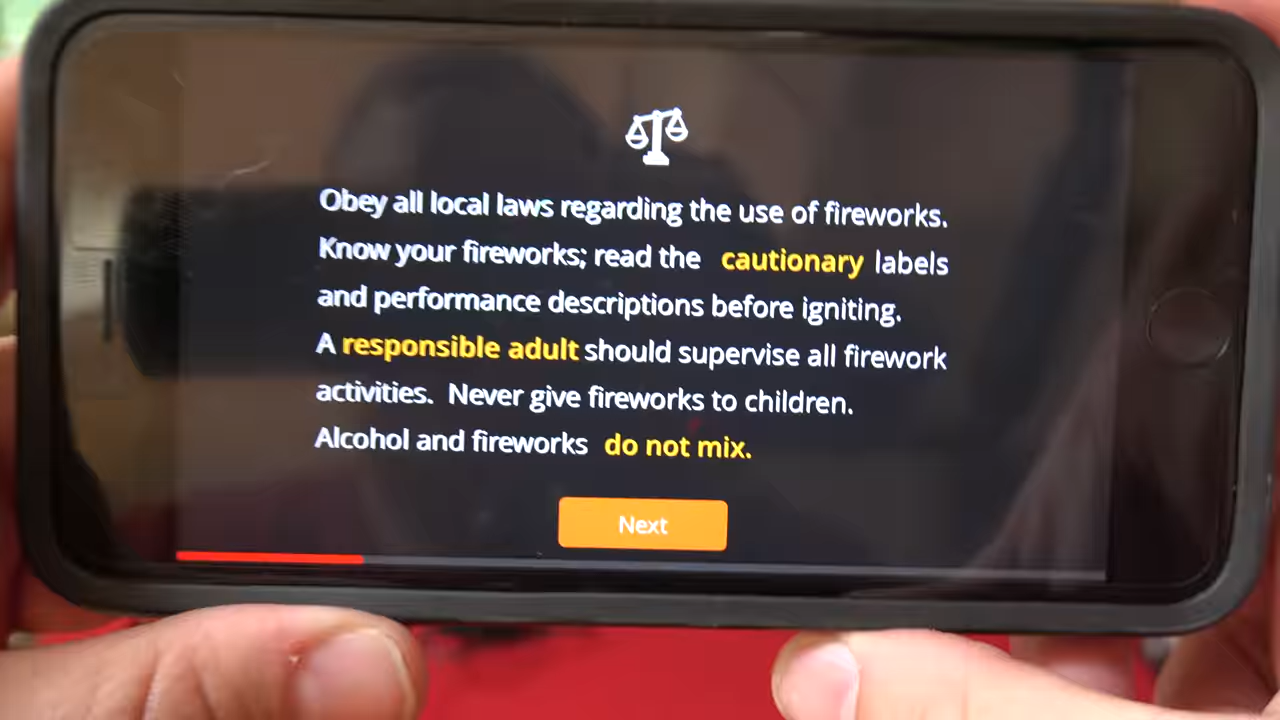 Obey all local laws regarding the use of fireworks.
Know your fireworks; read the cautionary labels
and performance descriptions before igniting.
A responsible adult should supervise all firework
activities. Never give fireworks to children.
Alcohol and fireworks do not mix.
Next